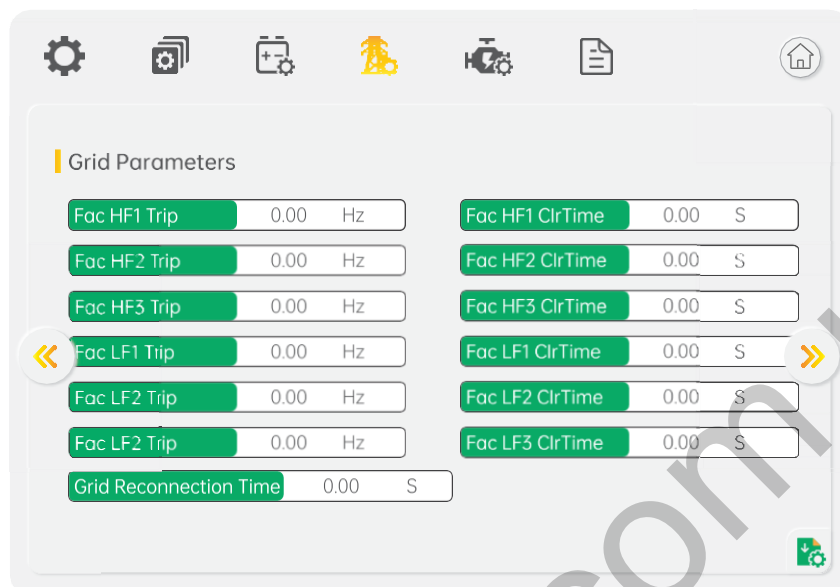 Grid Parameters
Fac HF1 Trip 0.00 Hz Fac HF1 ClrTime 0.00 S
Fac HF2 Trip 0.00 Hz Fac HF2 ClrTime 0.00 S
Fac HF3 Trip 0.00 Hz Fac HF3 ClrTime 0.00 S
Fac LF1 Trip 0.00 Hz Fac LF1 ClrTime 0.00 S
Fac LF2 Trip 0.00 Hz Fac LF2 ClrTime 0.00 S
Fac LF2 Trip 0.00 Hz Fac LF3 ClrTime 0.00 S
Grid Reconnection Time 0.00 S
com